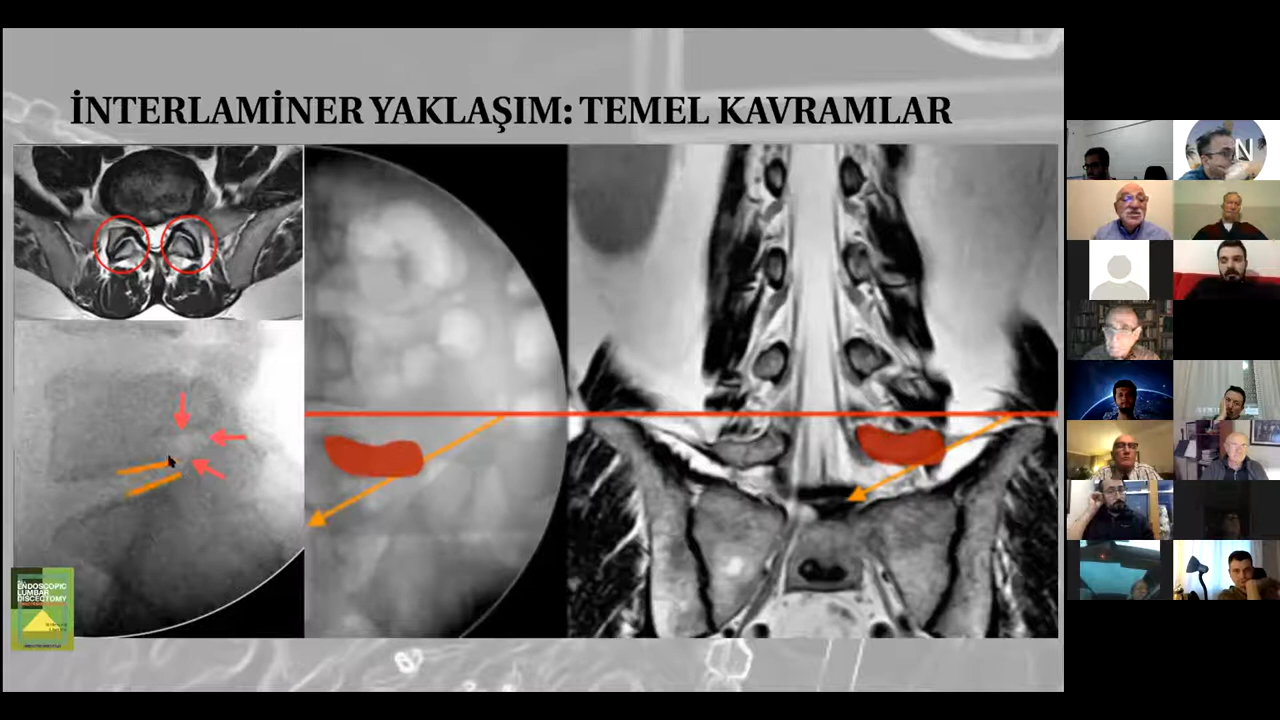 İNTERLAMİNER YAKLAŞIM: TEMEL KAVRAMLAR
N
ENDOSCOPIC
LUMBAR
DISCECTOMY